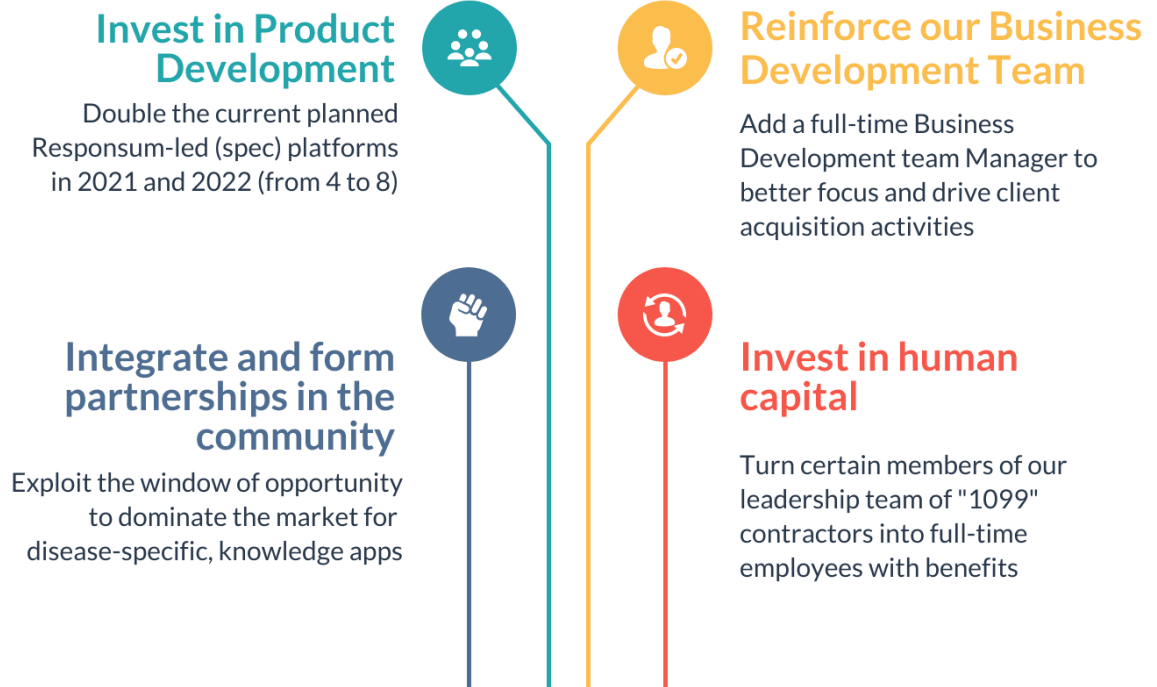 Invest in Product
Development
Double the current planned
Responsum-led (spec) platforms
in 2021 and 2022 (from 4 to 8)
Reinforce our Business
Development Team
Add a full-time Business
Development team Manager to
better focus and drive client
acquisition activities
Integrate and form
partnerships in the
community
Exploit the window of opportunity
to dominate the market for
disease-specific, knowledge apps
Invest in human
capital
Turn certain members of our
leadership team of "1099"
contractors into full-time
employees with benefits